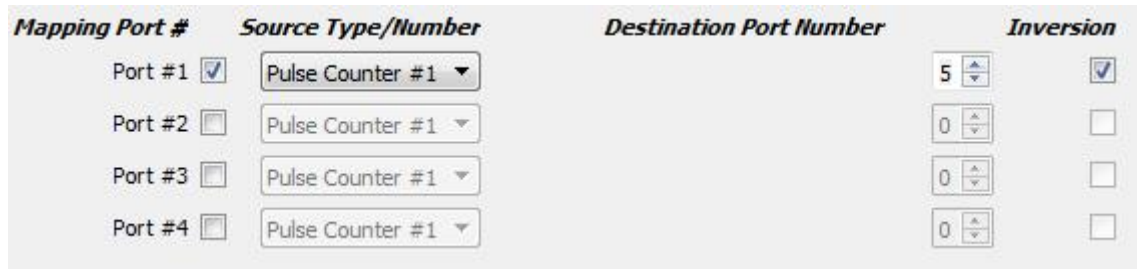 Mapping Port # Source Type/Number Destination Port Number Inversion
Port #1 Pulse Counter #1 5
Port #2 Pulse Counter #1 0
Port #3 Pulse Counter #1 0
Port #4 Pulse Counter #1 0